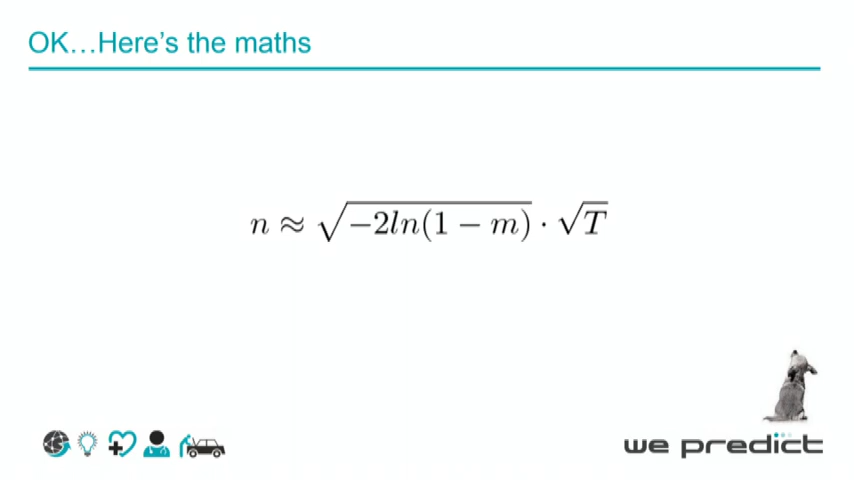 OK…Here's the maths
n ≈ √(−2ln(1 − m)) · √T
we predict